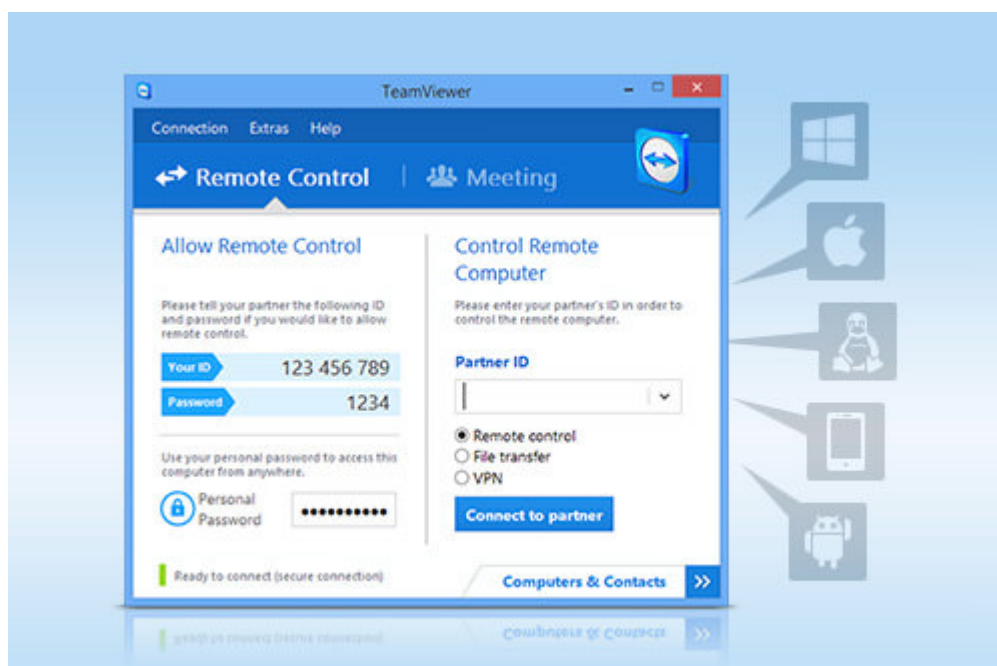 TeamViewer
Connection Extras Help
Remote Control
Meeting
Allow Remote Control
Please tell your partner the following ID
and password if you would like to allow
remote control.
Your ID 123 456 789
Password 1234
Use your personal password to access this
computer from anywhere.
Personal
Password
Ready to connect (secure connection)
Control Remote
Computer
Please enter your partner's ID in order to
control the remote computer.
Partner ID
Remote control
File transfer
VPN
Connect to partner
Computers & Contacts